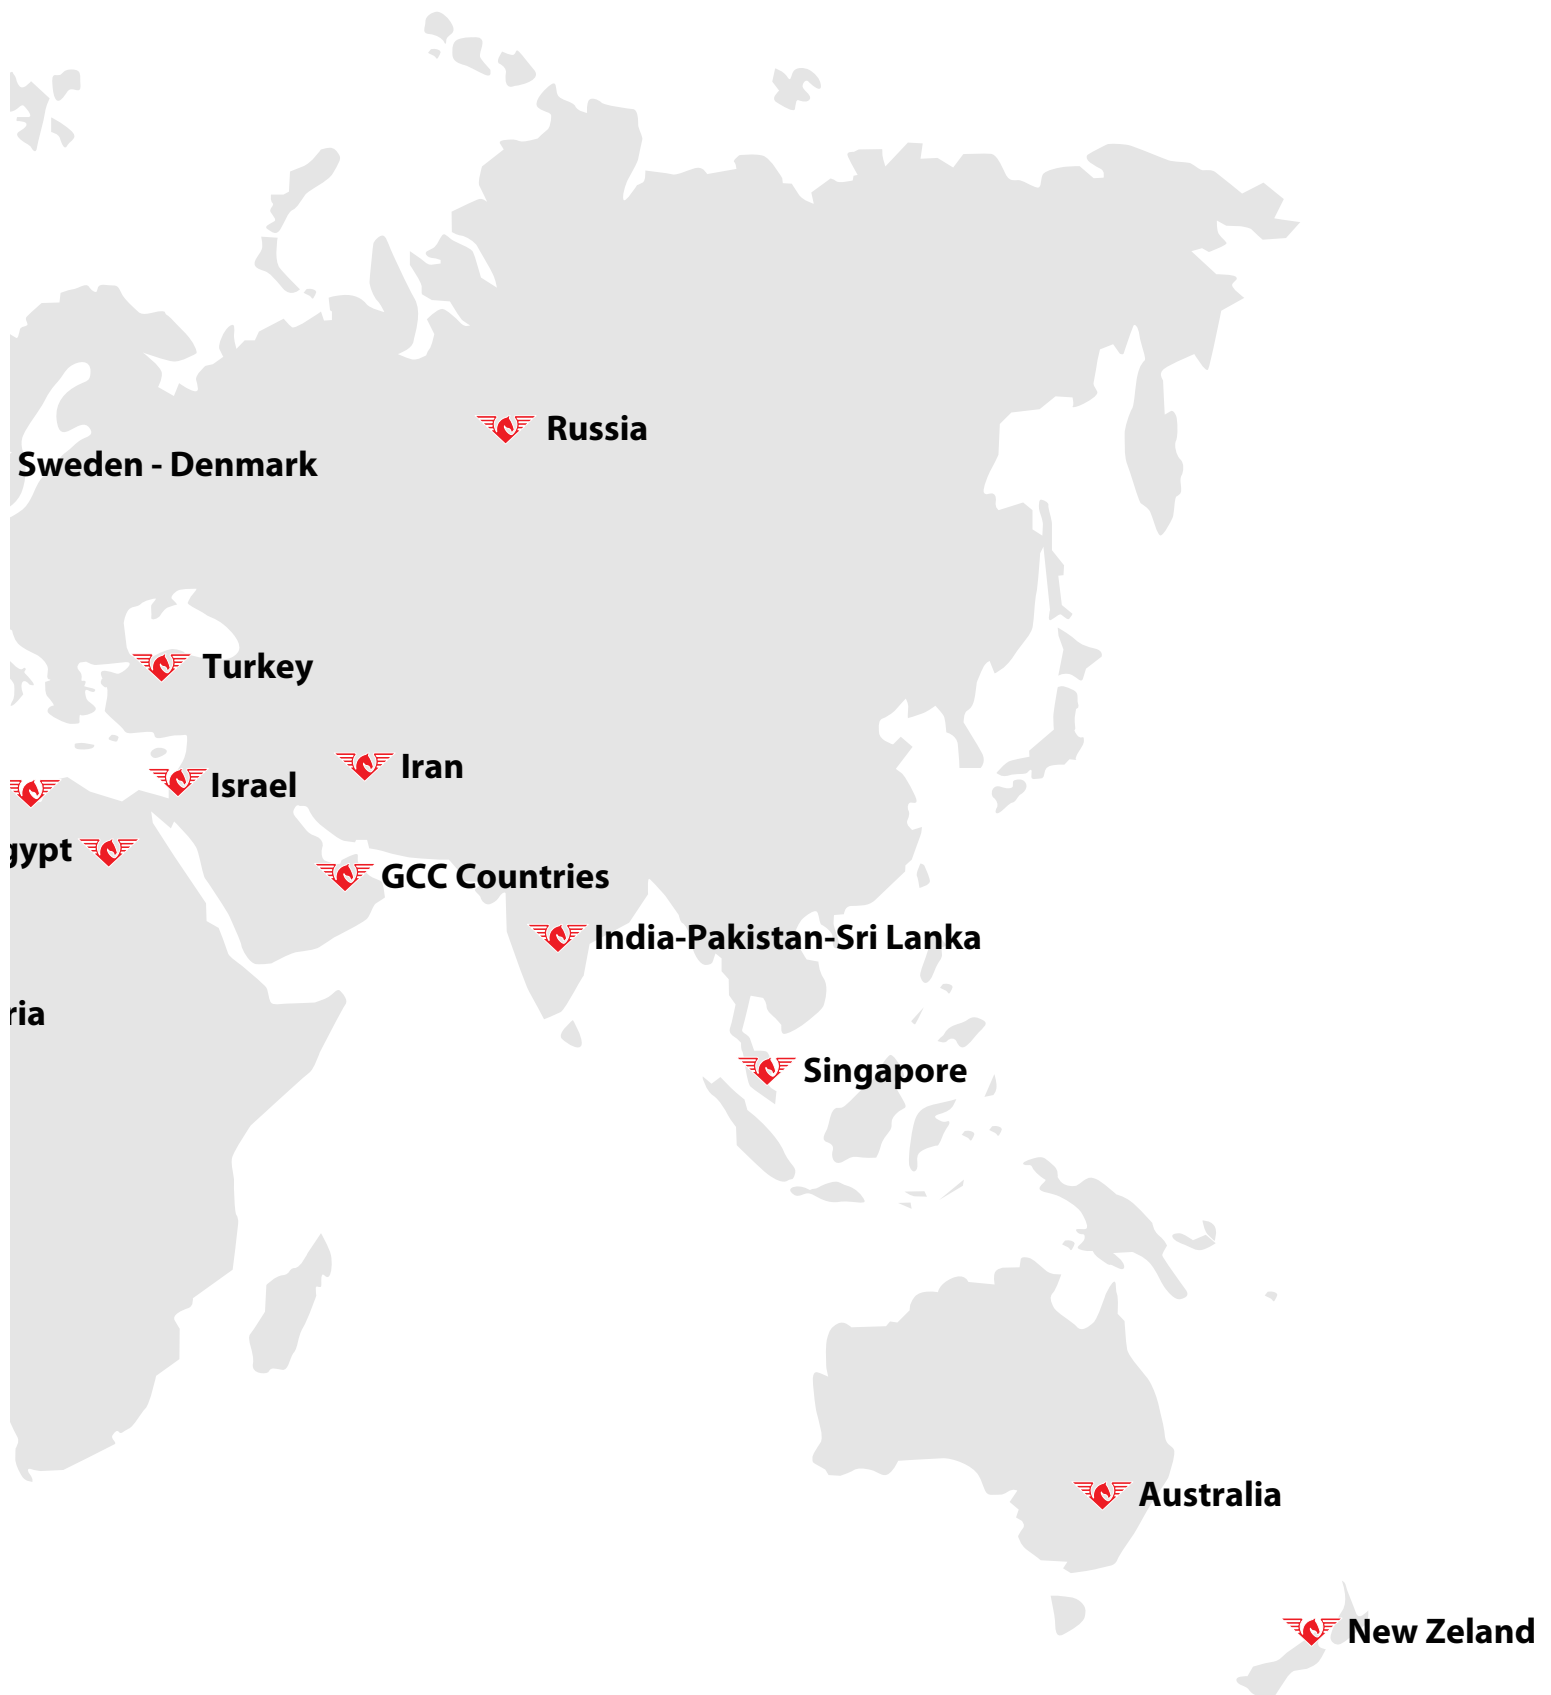 Russia
Sweden - Denmark
Turkey
Iran
Israel
gypt
GCC Countries
India-Pakistan-Sri Lanka
ria
Singapore
Australia
New Zeland